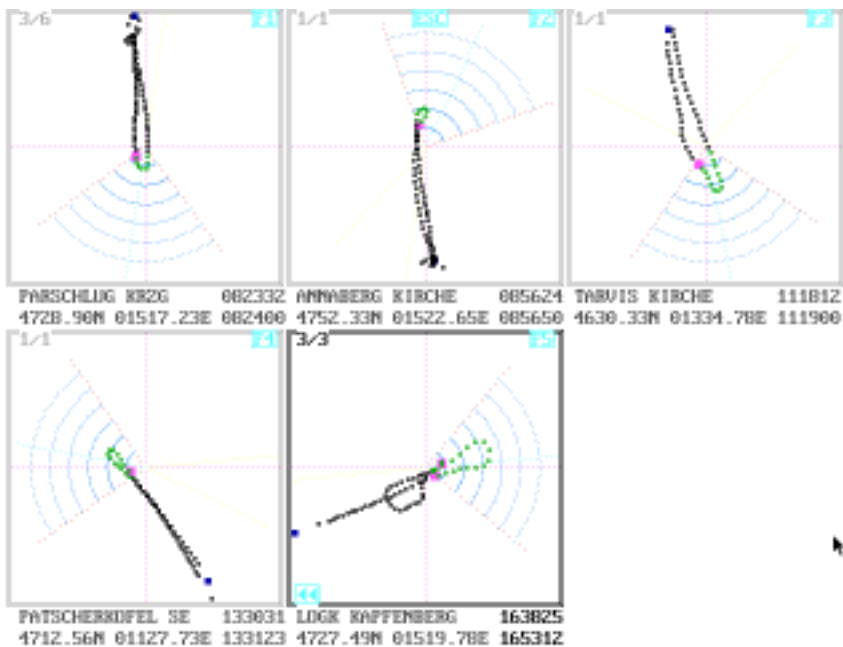 3/6 F1
1/1 ESC F2
1/1 F3
PARSCHLUG KRZG 082332
4728.90N 01517.23E 082400
ANNABERG KIRCHE 085624
4752.33N 01522.65E 085650
TARVIS KIRCHE 111812
4630.33N 01334.78E 111900
1/1 F4
3/3 F5
PATSCHERKOFEL SE 133031
4712.56N 01127.73E 133123
LOGK KAPFENBERG 163825
4727.49N 01519.78E 165312